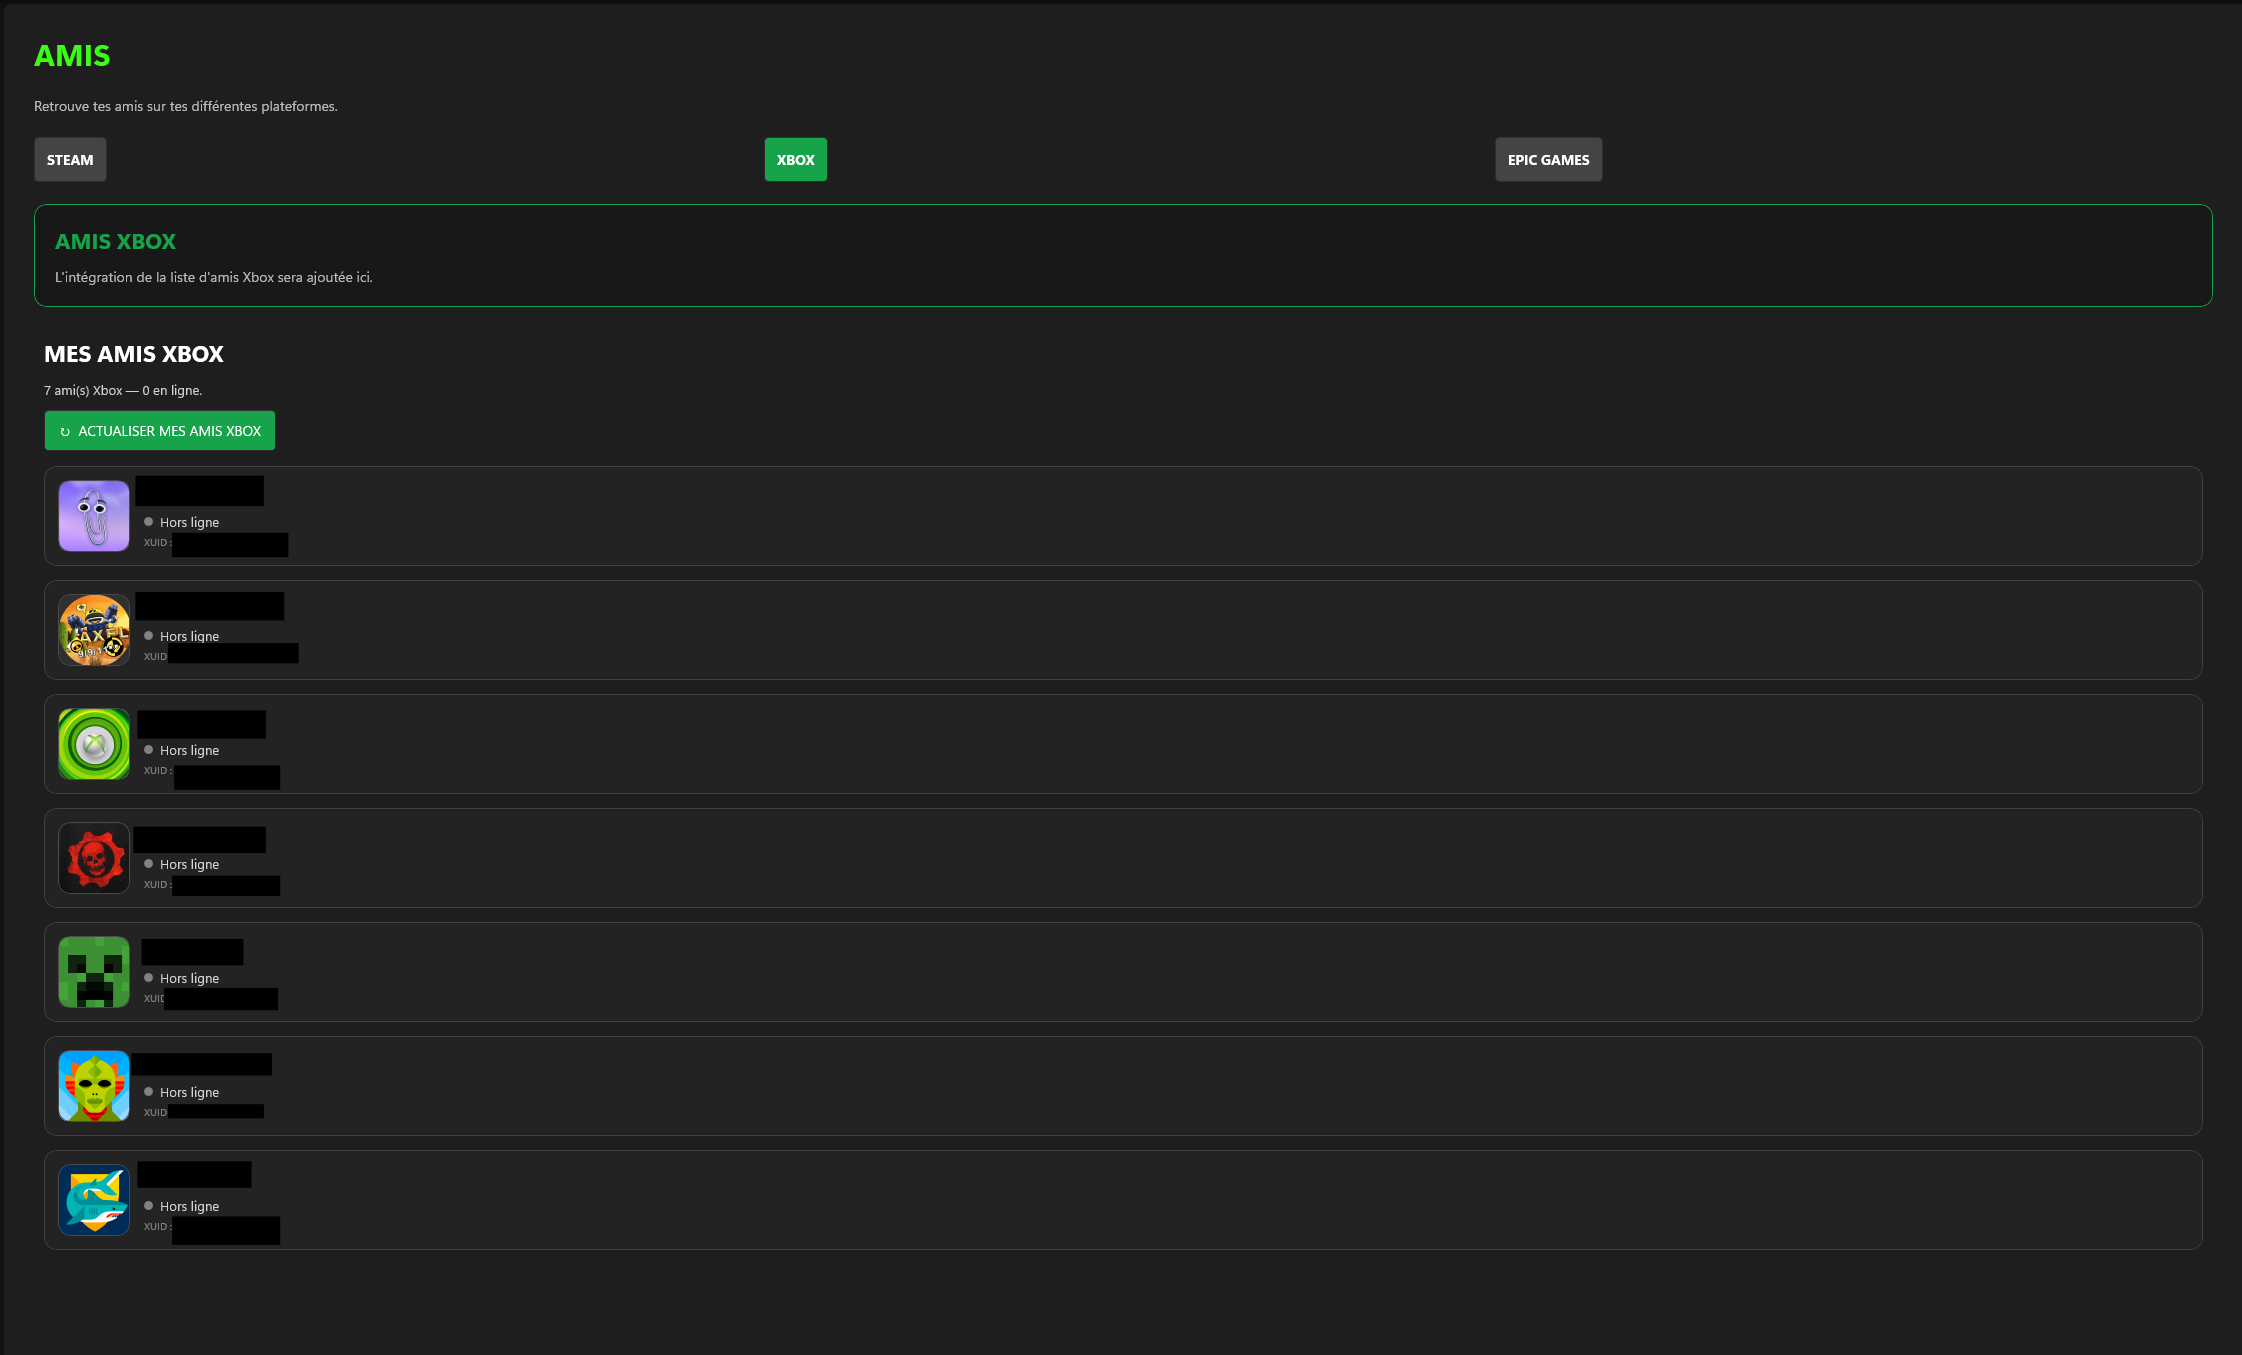 AMIS
Retrouve tes amis sur tes différentes plateformes.
STEAM
XBOX
EPIC GAMES
AMIS XBOX
L'intégration de la liste d'amis Xbox sera ajoutée ici.
MES AMIS XBOX
7 ami(s) Xbox — 0 en ligne.
↻ ACTUALISER MES AMIS XBOX
Hors ligne
XUID :
Hors ligne
XUID
Hors ligne
XUID :
Hors ligne
XUID :
Hors ligne
XUID
Hors ligne
XUID
Hors ligne
XUID :